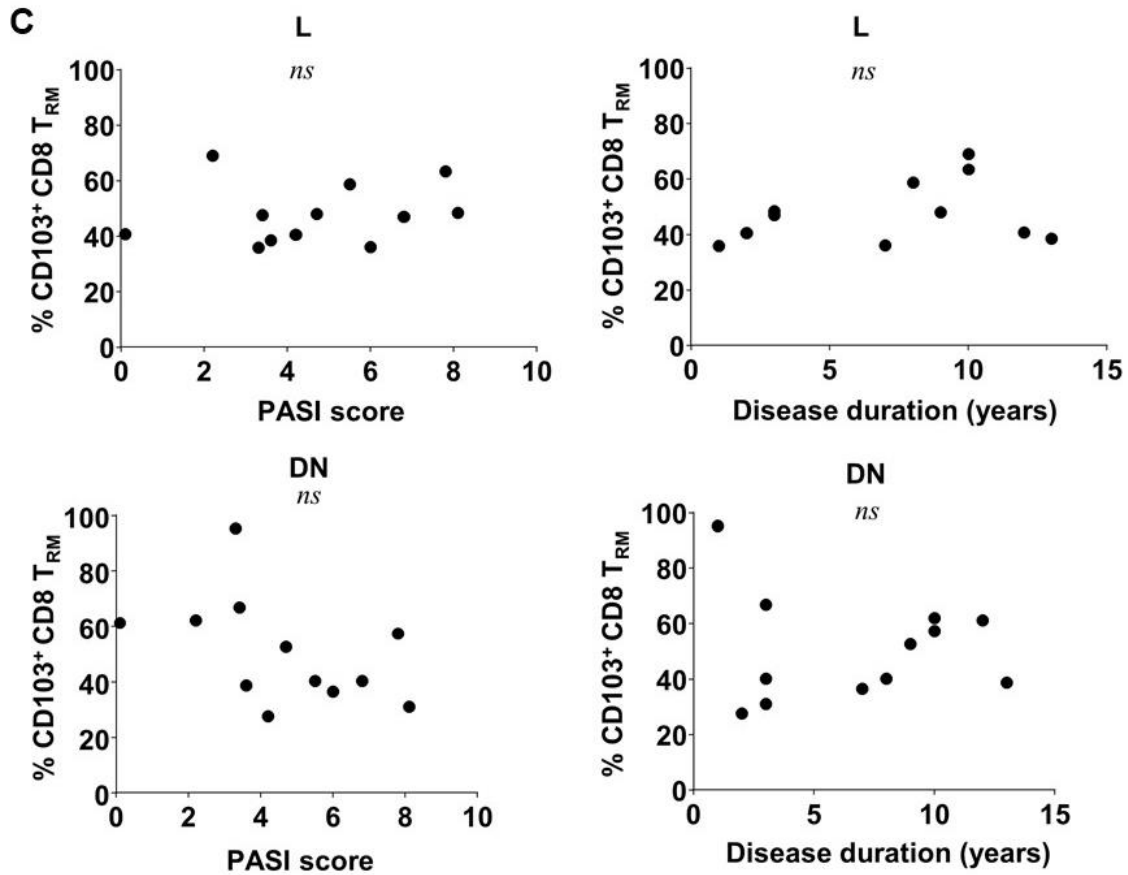 C
L
ns
100
80
60
40
20
0
% CD103⁺ CD8 T_RM
0 2 4 6 8 10
PASI score
L
ns
100
80
60
40
20
0
% CD103⁺ CD8 T_RM
0 5 10 15
Disease duration (years)
DN
ns
100
80
60
40
20
0
% CD103⁺ CD8 T_RM
0 2 4 6 8 10
PASI score
DN
ns
100
80
60
40
20
0
% CD103⁺ CD8 T_RM
0 5 10 15
Disease duration (years)